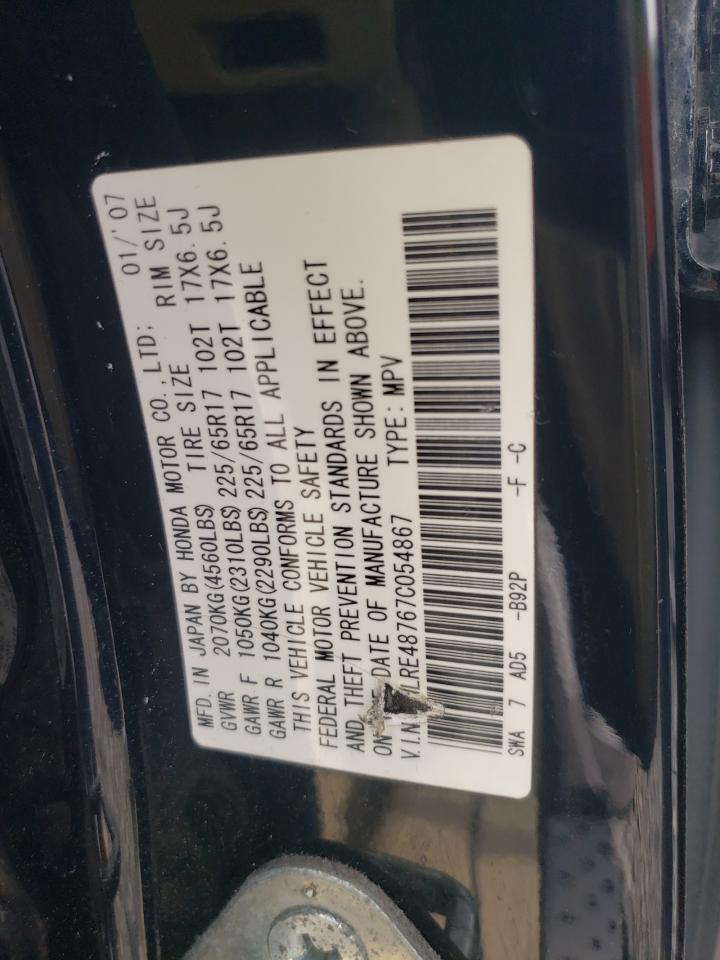 MFD. IN JAPAN BY HONDA MOTOR CO., LTD; 01/'07
GVWR 2070KG(4560LBS) TIRE SIZE RIM SIZE
GAWR F 1050KG(2310LBS) 225/65R17 102T 17X6.5J
GAWR R 1040KG(2290LBS) 225/65R17 102T 17X6.5J
THIS VEHICLE CONFORMS TO ALL APPLICABLE
FEDERAL MOTOR VEHICLE SAFETY
AND THEFT PREVENTION STANDARDS IN EFFECT
ON DATE OF MANUFACTURE SHOWN ABOVE.
V.I.N LRE48767C054867 TYPE: MPV
SWA 7 AD5 -B92P -F -C